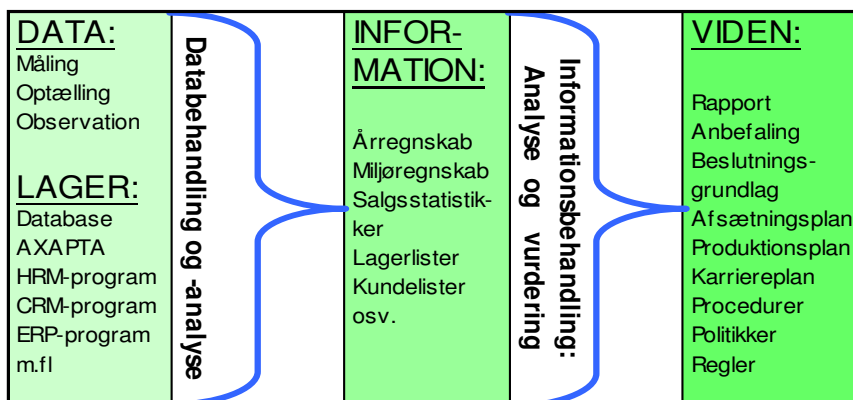 DATA:
Måling
Optælling
Observation
LAGER:
Database
AXAPTA
HRM-program
CRM-program
ERP-program
m.fl
Databehandling og -analyse
INFOR-
MATION:
Årregnskab
Miljøregnskab
Salgsstatistik-
ker
Lagerlister
Kundelister
osv.
Informationsbehandling:
Analyse og vurdering
VIDEN:
Rapport
Anbefaling
Beslutnings-
grundlag
Afsætningsplan
Produktionsplan
Karriereplan
Procedurer
Politikker
Regler